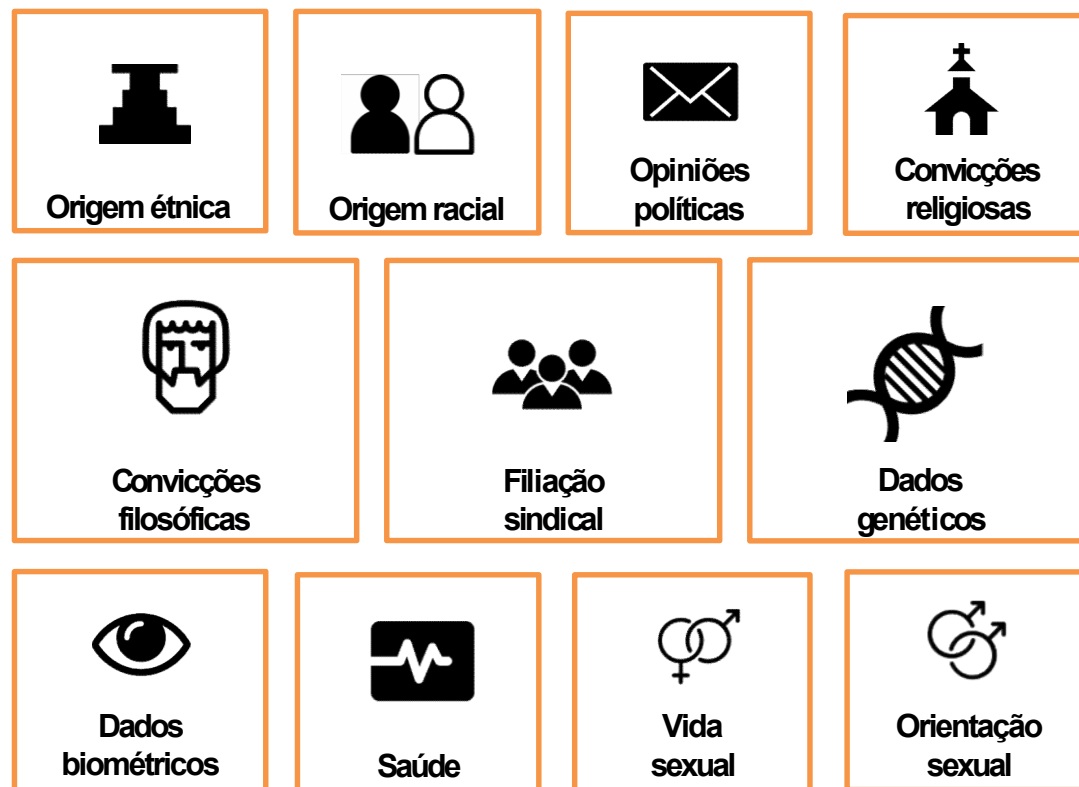 Origem étnica
Origem racial
Opiniões
políticas
Convicções
religiosas
Convicções
filosóficas
Filiação
sindical
Dados
genéticos
Dados
biométricos
Saúde
Vida
sexual
Orientação
sexual